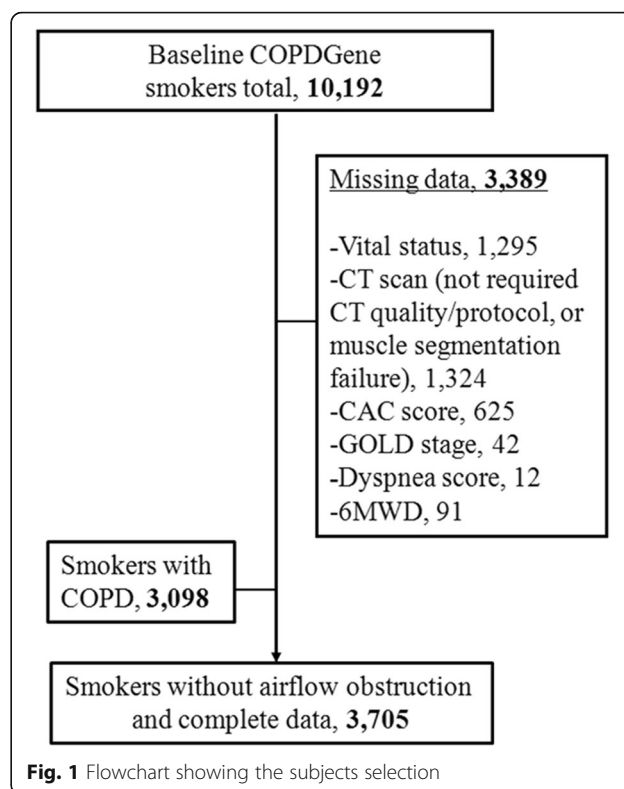 Baseline COPDGene
smokers total, 10,192
Missing data, 3,389
-Vital status, 1,295
-CT scan (not required
CT quality/protocol, or
muscle segmentation
failure), 1,324
-CAC score, 625
-GOLD stage, 42
-Dyspnea score, 12
-6MWD, 91
Smokers with
COPD, 3,098
Smokers without airflow obstruction
and complete data, 3,705
Fig. 1 Flowchart showing the subjects selection